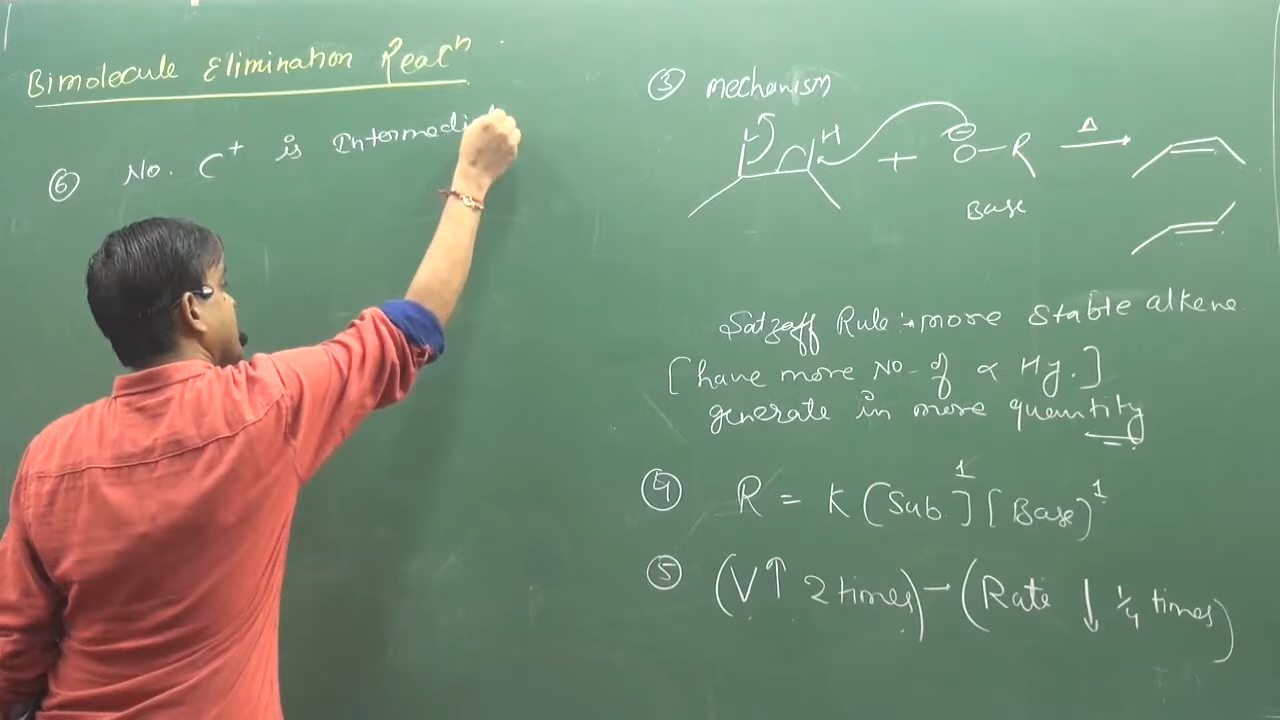 Bimolecule Elimination Reacⁿ
⑥ No. C⁺ is Intermedi
③ mechanism
L H + ⊖O-R Δ
Base
Satzeff Rule :- more stable alkene
[have more No. of α Hy.]
generate in more quantity
④ R = K (Sub.]¹ [Base)¹
⑤ (V↑ 2 times) → (Rate ↓ ¼ times)